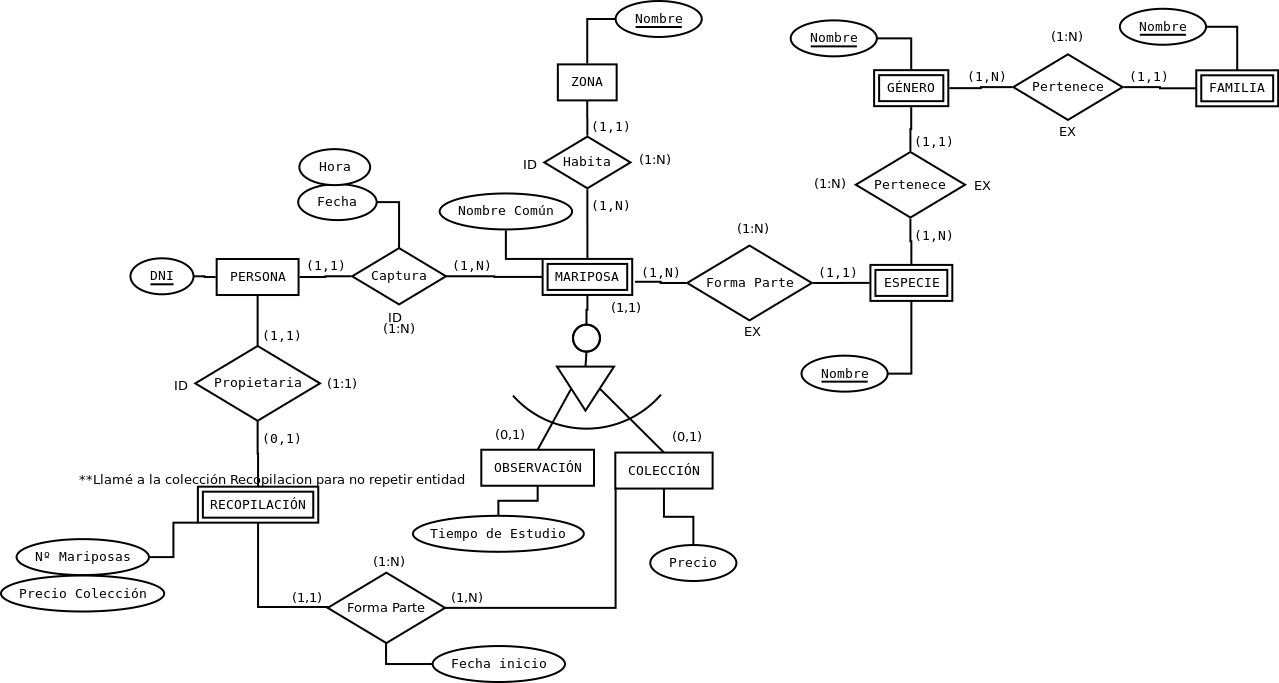 Nombre
Nombre
Nombre
(1:N)
ZONA
GÉNERO
(1,N)
Pertenece
(1,1)
FAMILIA
EX
(1,1)
(1,1)
ID
Habita
(1:N)
Hora
Fecha
(1:N)
Pertenece
EX
Nombre Común
(1,N)
(1:N)
(1,N)
DNI
PERSONA
(1,1)
Captura
(1,N)
MARIPOSA
(1,N)
Forma Parte
(1,1)
ESPECIE
ID
(1:N)
(1,1)
EX
(1,1)
Nombre
ID
Propietaria
(1:1)
(0,1)
(0,1)
(0,1)
**Llamé a la colección Recopilacion para no repetir entidad
OBSERVACIÓN
COLECCIÓN
RECOPILACIÓN
Tiempo de Estudio
Nº Mariposas
(1:N)
Precio
Precio Colección
(1,1)
Forma Parte
(1,N)
Fecha inicio